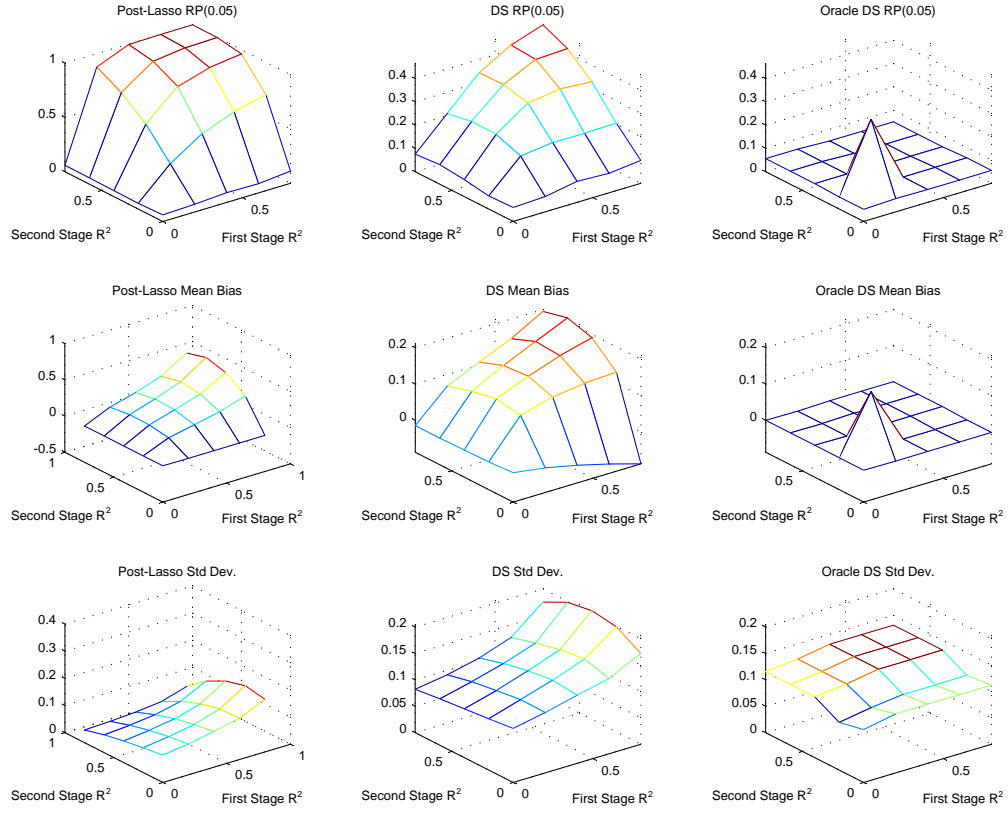 Post-Lasso RP(0.05)
1
0.5
0
0.5
0
0
0.5
Second Stage R²
First Stage R²
DS RP(0.05)
0.4
0.3
0.2
0.1
0
0.5
0
0
0.5
Second Stage R²
First Stage R²
Oracle DS RP(0.05)
0.4
0.3
0.2
0.1
0
0.5
0
0
0.5
Second Stage R²
First Stage R²
Post-Lasso Mean Bias
1
0.5
0
-0.5
1
0.5
0
0
0.5
1
Second Stage R²
First Stage R²
DS Mean Bias
0.2
0.1
0
0.5
0
0
0.5
Second Stage R²
First Stage R²
Oracle DS Mean Bias
0.2
0.1
0
0.5
0
0
0.5
Second Stage R²
First Stage R²
Post-Lasso Std Dev.
0.4
0.3
0.2
0.1
0
1
0.5
0
0
0.5
1
Second Stage R²
First Stage R²
DS Std Dev.
0.2
0.15
0.1
0.05
0
0.5
0
0
0.5
Second Stage R²
First Stage R²
Oracle DS Std Dev.
0.2
0.15
0.1
0.05
0
0.5
0
0
0.5
Second Stage R²
First Stage R²